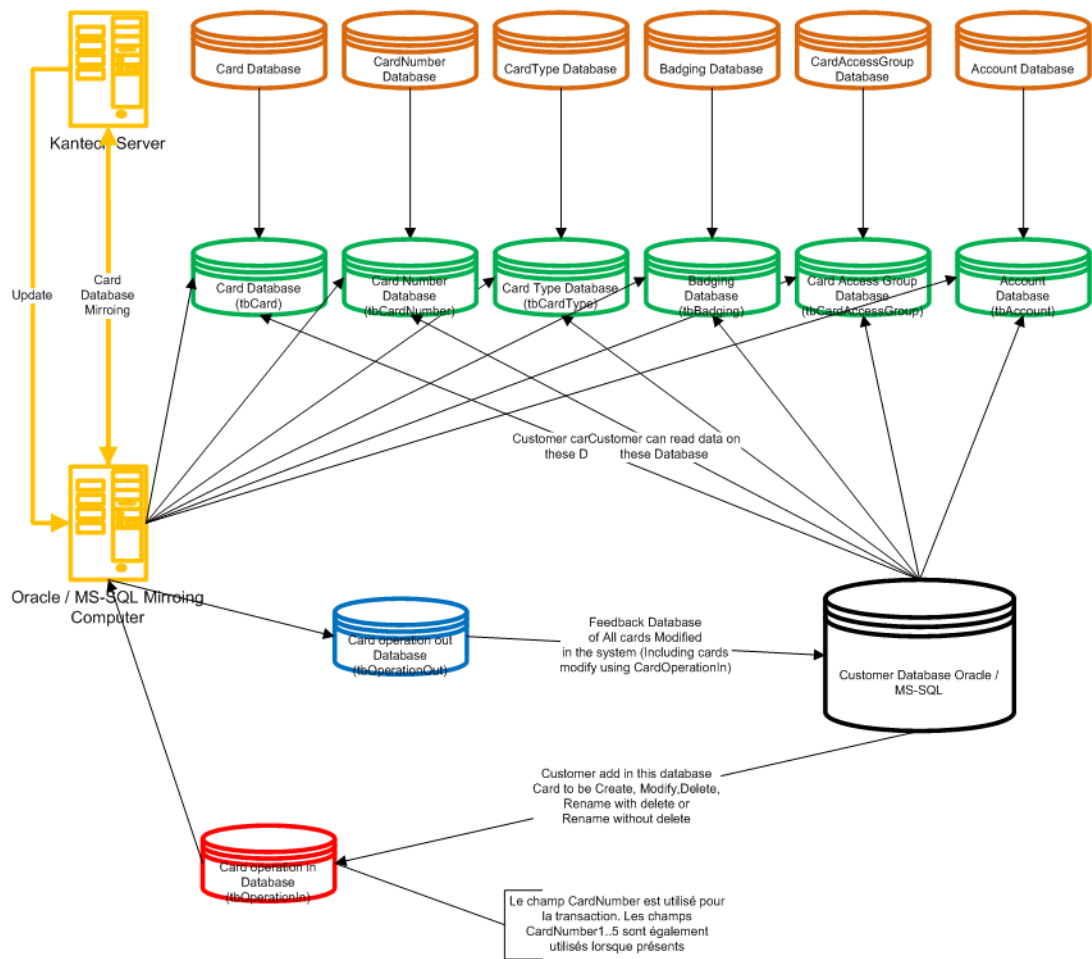 Card Database
CardNumber
Database
CardType Database
Badging Database
CardAccessGroup
Database
Account Database
Kantech Server
Update
Card
Database
Mirroing
Card Database
(tbCard)
Card Number
Database
(tbCardNumber)
Card Type Database
(tbCardType)
Badging
Database
(tbBadging)
Card Access Group
Database
(tbCardAccessGroup)
Account
Database
(tbAccount)
Customer can read data on
these Database
Oracle / MS-SQL Mirroing
Computer
Card operation out
Database
(tbOperationOut)
Feedback Database
of All cards Modified
in the system (Including cards
modify using CardOperationIn)
Customer Database Oracle /
MS-SQL
Customer add in this database
Card to be Create, Modify,Delete,
Rename with delete or
Rename without delete
Card operation in
Database
(tbOperationIn)
Le champ CardNumber est utilisé pour
la transaction. Les champs
CardNumber1..5 sont également
utilisés lorsque présents